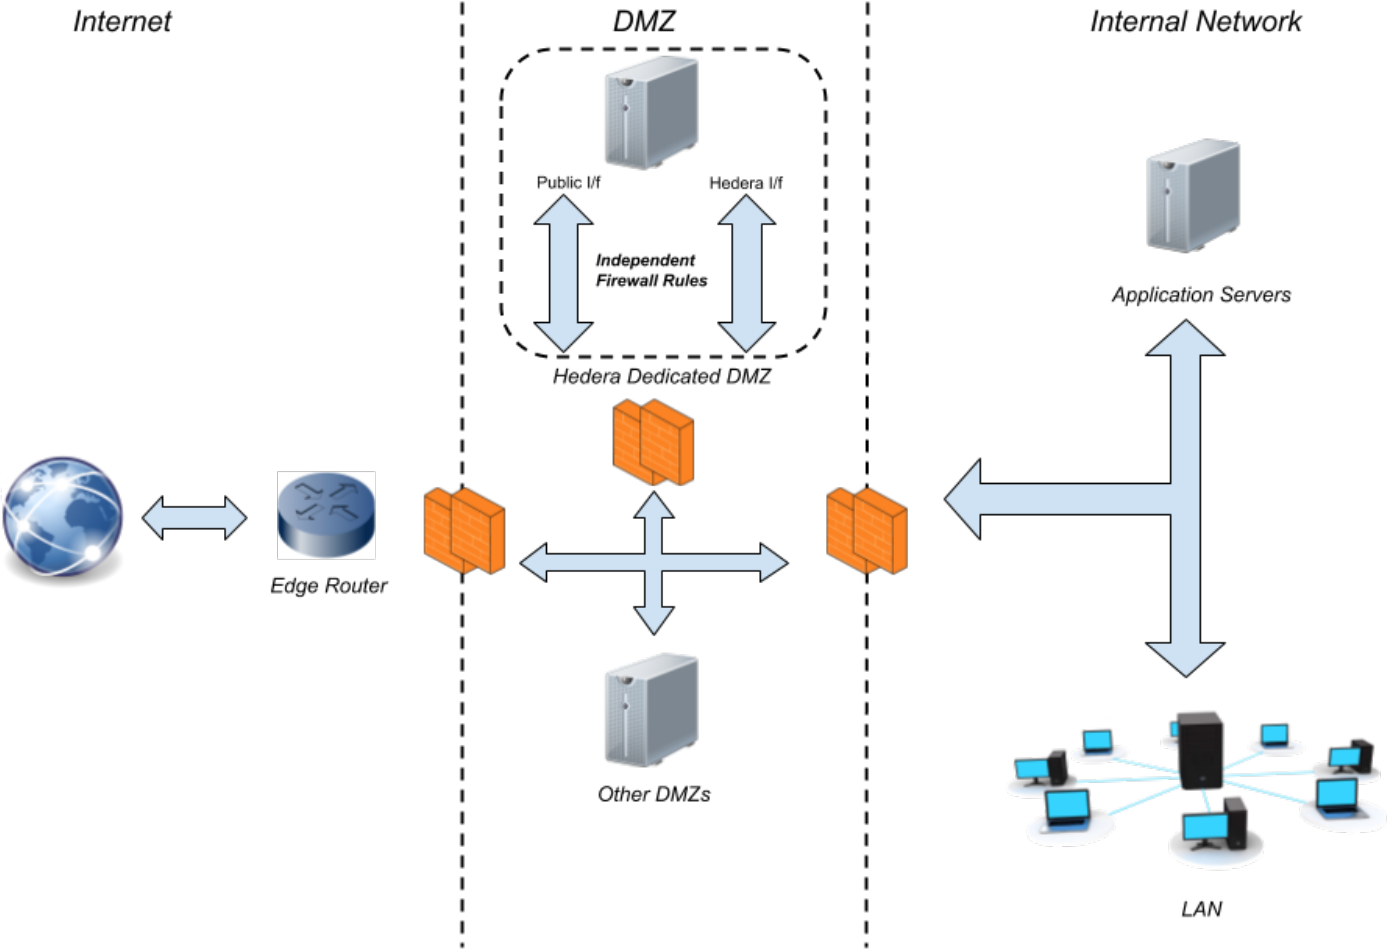 Internet
DMZ
Internal Network
Public I/f
Hedera I/f
Independent
Firewall Rules
Application Servers
Hedera Dedicated DMZ
Edge Router
Other DMZs
LAN